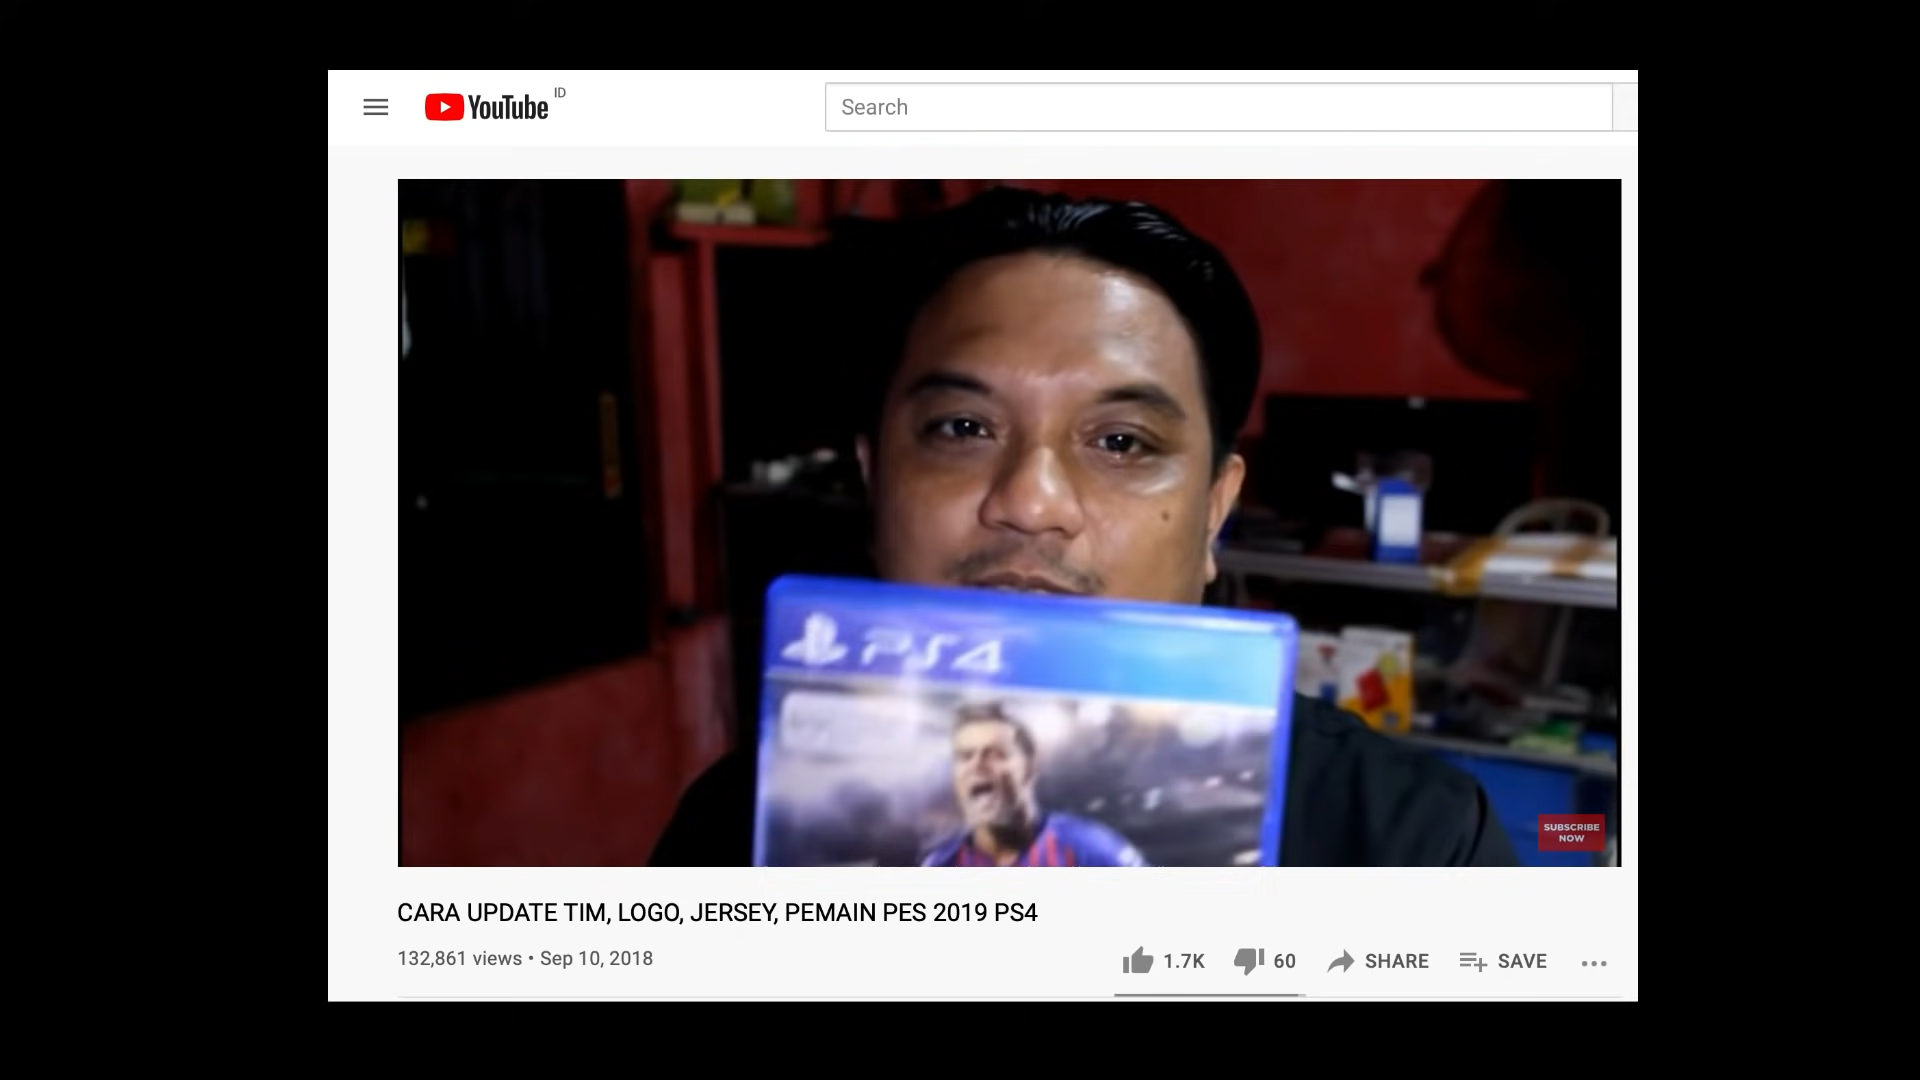 YouTube ID
Search
PS4
SUBSCRIBE
NOW
CARA UPDATE TIM, LOGO, JERSEY, PEMAIN PES 2019 PS4
132,861 views • Sep 10, 2018
1.7K 60 SHARE SAVE